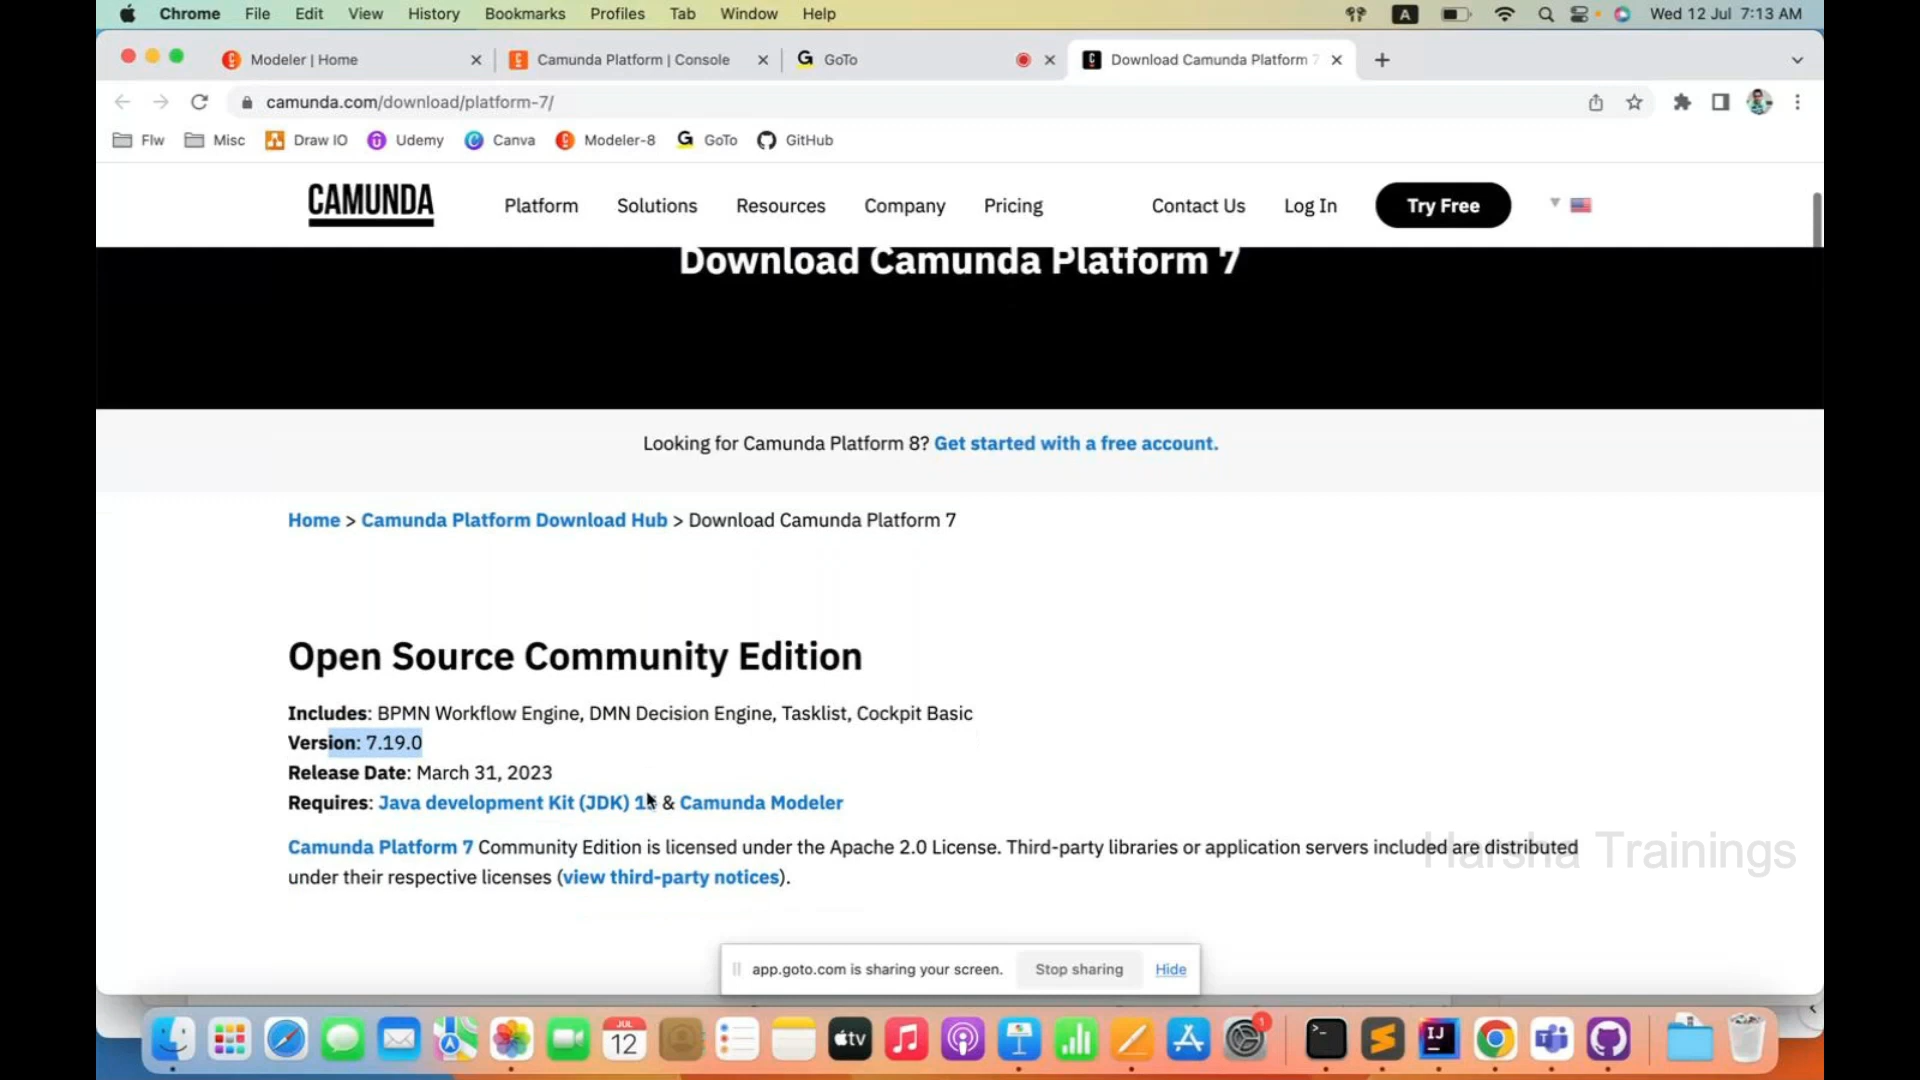 Chrome File Edit View History Bookmarks Profiles Tab Window Help A Wed 12 Jul 7:13 AM
Modeler | Home Camunda Platform | Console GoTo Download Camunda Platform 7
camunda.com/download/platform-7/
Flw Misc Draw IO Udemy Canva Modeler-8 GoTo GitHub
CAMUNDA Platform Solutions Resources Company Pricing Contact Us Log In Try Free
Download Camunda Platform 7
Looking for Camunda Platform 8? Get started with a free account.
Home > Camunda Platform Download Hub > Download Camunda Platform 7
Open Source Community Edition
Includes: BPMN Workflow Engine, DMN Decision Engine, Tasklist, Cockpit Basic
Version: 7.19.0
Release Date: March 31, 2023
Requires: Java development Kit (JDK) & Camunda Modeler
Camunda Platform 7 Community Edition is licensed under the Apache 2.0 License. Third-party libraries or application servers included are distributed
under their respective licenses (view third-party notices).
Harsha Trainings
app.goto.com is sharing your screen. Stop sharing Hide
JUL
12
tv
1
IJ